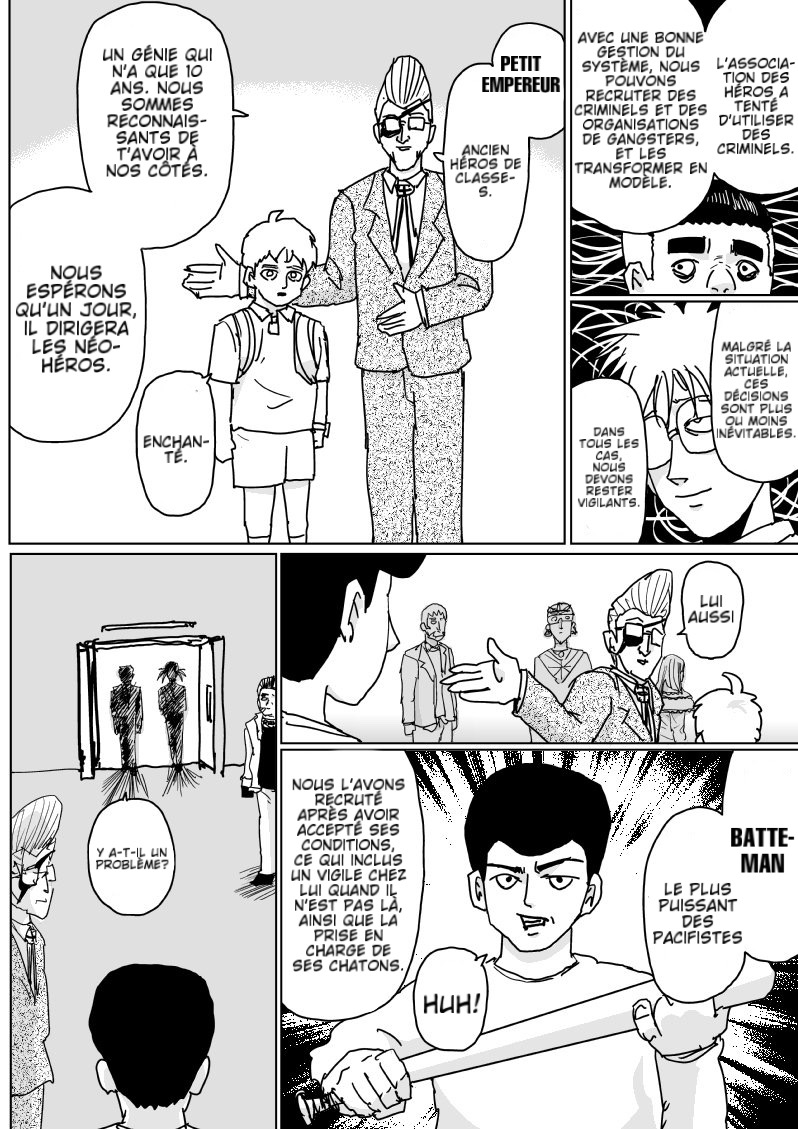 L'ASSOCIA-
TION DES
HÉROS A
TENTÉ
D'UTILISER
DES
CRIMINELS.
AVEC UNE BONNE
GESTION DU
SYSTÈME, NOUS
POUVONS
RECRUTER DES
CRIMINELS ET DES
ORGANISATIONS
DE GANGSTERS,
ET LES
TRANSFORMER EN
MODÈLE.
MALGRÉ LA
SITUATION
ACTUELLE,
CES
DÉCISIONS
SONT PLUS
OU MOINS
INÉVITABLES.
DANS
TOUS LES
CAS,
NOUS
DEVONS
RESTER
VIGILANTS.
PETIT
EMPEREUR
ANCIEN
HÉROS DE
CLASSE-
S.
UN GÉNIE QUI
N'A QUE 10
ANS. NOUS
SOMMES
RECONNAIS-
SANTS DE
T'AVOIR À
NOS CÔTÉS.
NOUS
ESPÉRONS
QU'UN JOUR,
IL DIRIGERA
LES NÉO-
HÉROS.
ENCHAN-
TÉ.
LUI
AUSSI
BATTE-
MAN
LE PLUS
PUISSANT
DES
PACIFISTES
NOUS L'AVONS
RECRUTÉ
APRÈS AVOIR
ACCEPTÉ SES
CONDITIONS,
CE QUI INCLUS
UN VIGILE CHEZ
LUI QUAND IL
N'EST PAS LÀ,
AINSI QUE LA
PRISE EN
CHARGE DE
SES CHATONS.
HUH!
Y A-T-IL UN
PROBLÈME?